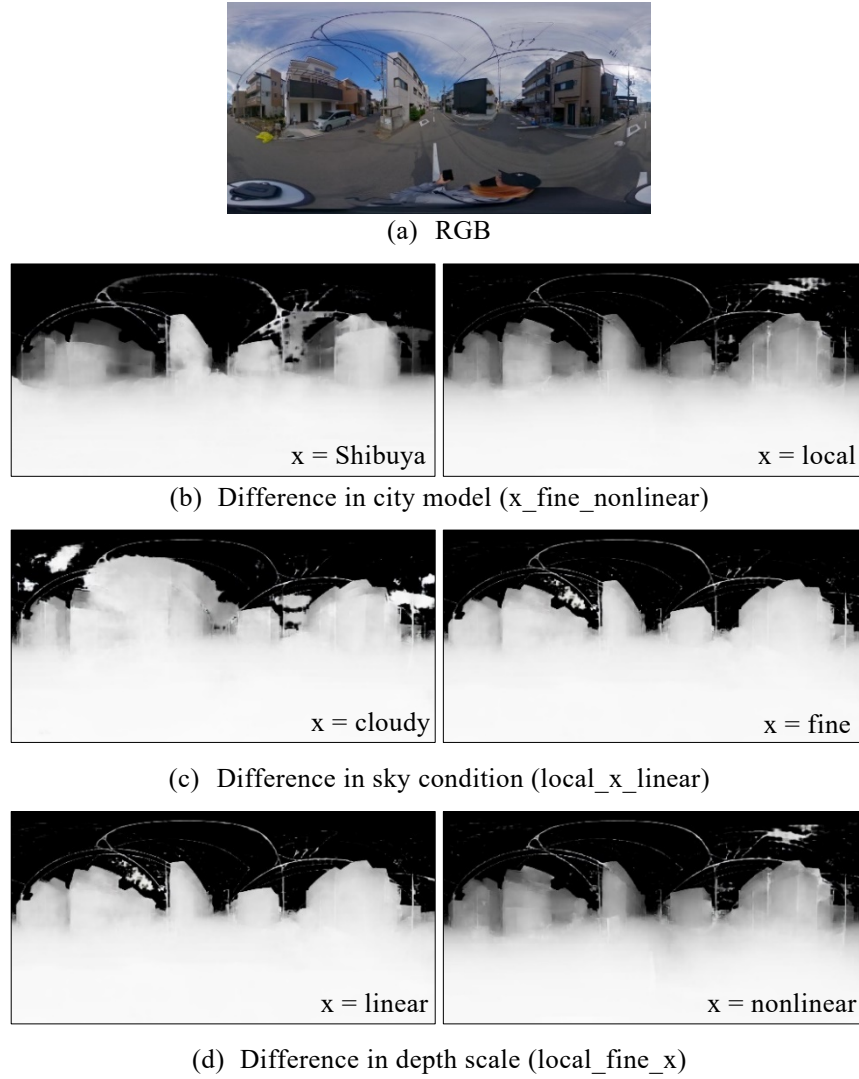 (a) RGB
x = Shibuya
x = local
(b) Difference in city model (x_fine_nonlinear)
x = cloudy
x = fine
(c) Difference in sky condition (local_x_linear)
x = linear
x = nonlinear
(d) Difference in depth scale (local_fine_x)